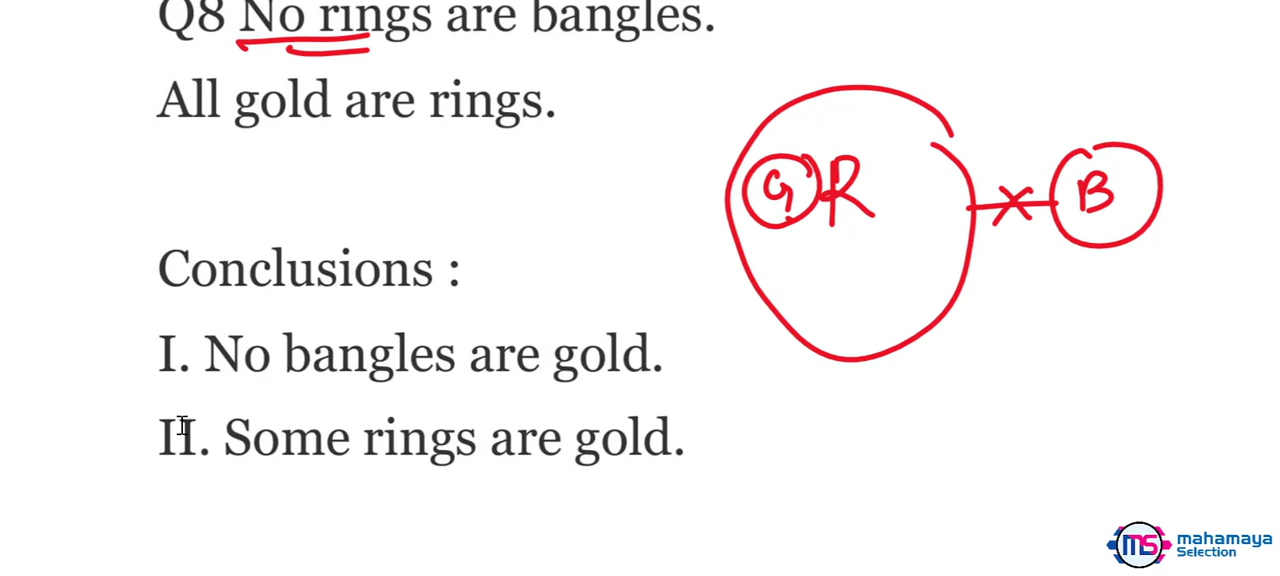 Q8 No rings are bangles.
All gold are rings.
G R B
Conclusions :
I. No bangles are gold.
II. Some rings are gold.
MS mahamaya
Selection